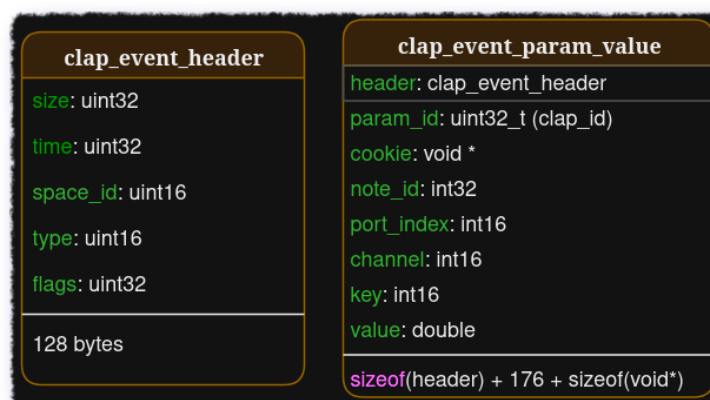 clap_event_header
size: uint32
time: uint32
space_id: uint16
type: uint16
flags: uint32
128 bytes
clap_event_param_value
header: clap_event_header
param_id: uint32_t (clap_id)
cookie: void *
note_id: int32
port_index: int16
channel: int16
key: int16
value: double
sizeof(header) + 176 + sizeof(void*)